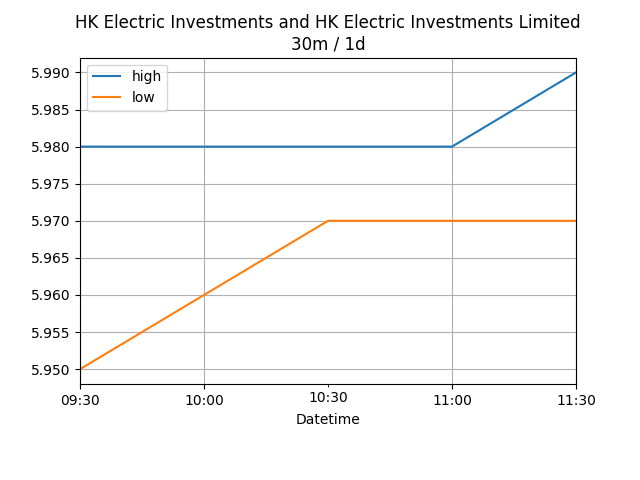 HK Electric Investments and HK Electric Investments Limited
30m / 1d
high
low
5.990
5.985
5.980
5.975
5.970
5.965
5.960
5.955
5.950
09:30
10:00
10:30
11:00
11:30
Datetime